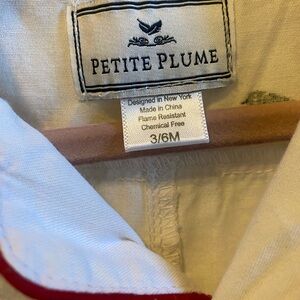 PETITE PLUME
Designed in New York
Made in China
Flame Resistant
Chemical Free
3/6M